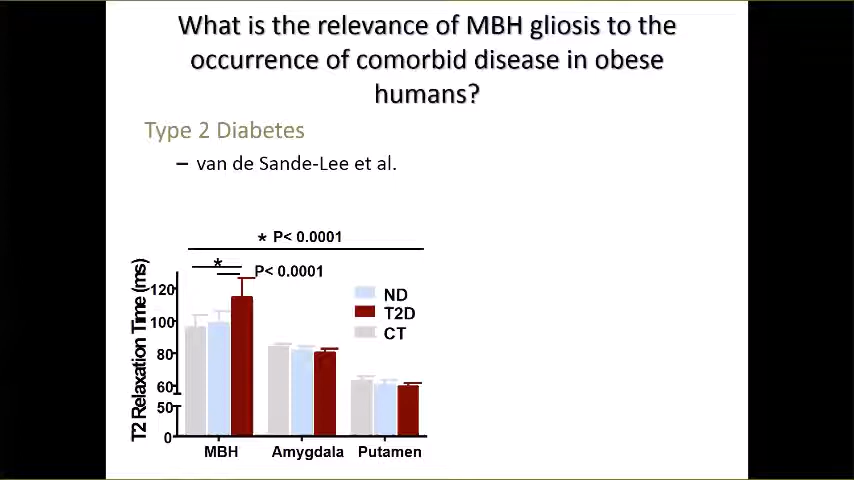 What is the relevance of MBH gliosis to the
occurrence of comorbid disease in obese
humans?
Type 2 Diabetes
– van de Sande-Lee et al.
* P< 0.0001
* P< 0.0001
T2 Relaxation Time (ms)
120
100
80
60
50
0
ND
T2D
CT
MBH
Amygdala
Putamen